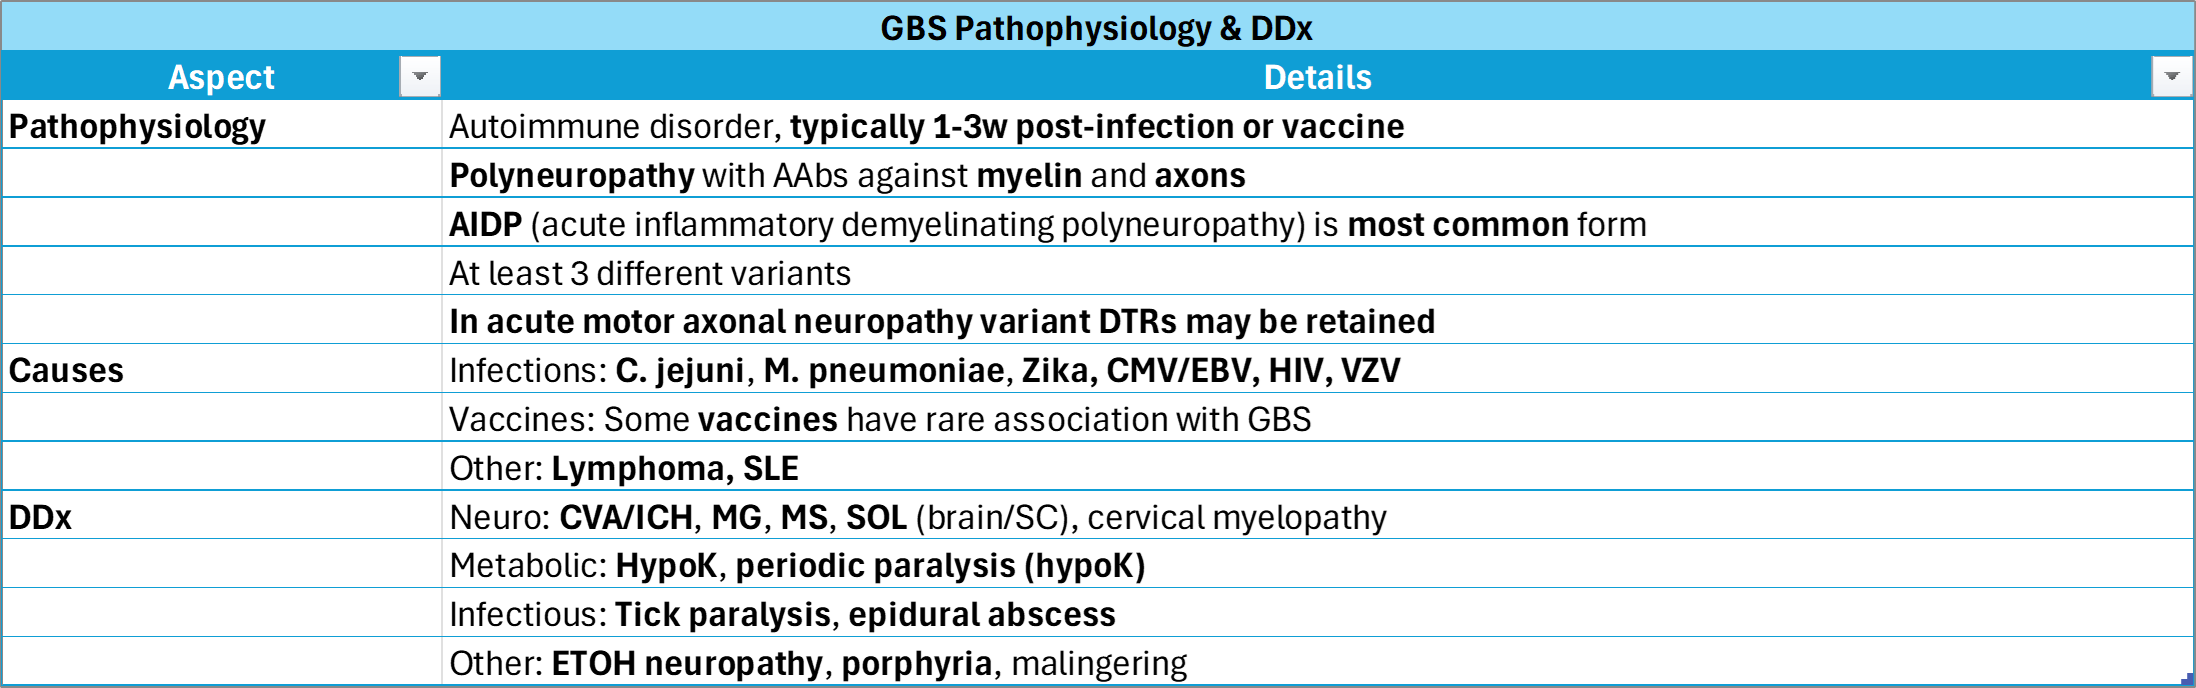 GBS Pathophysiology & DDx
Aspect Details
Pathophysiology Autoimmune disorder, typically 1-3w post-infection or vaccine
Polyneuropathy with AAbs against myelin and axons
AIDP (acute inflammatory demyelinating polyneuropathy) is most common form
At least 3 different variants
In acute motor axonal neuropathy variant DTRs may be retained
Causes Infections: C. jejuni, M. pneumoniae, Zika, CMV/EBV, HIV, VZV
Vaccines: Some vaccines have rare association with GBS
Other: Lymphoma, SLE
DDx Neuro: CVA/ICH, MG, MS, SOL (brain/SC), cervical myelopathy
Metabolic: HypoK, periodic paralysis (hypoK)
Infectious: Tick paralysis, epidural abscess
Other: ETOH neuropathy, porphyria, malingering